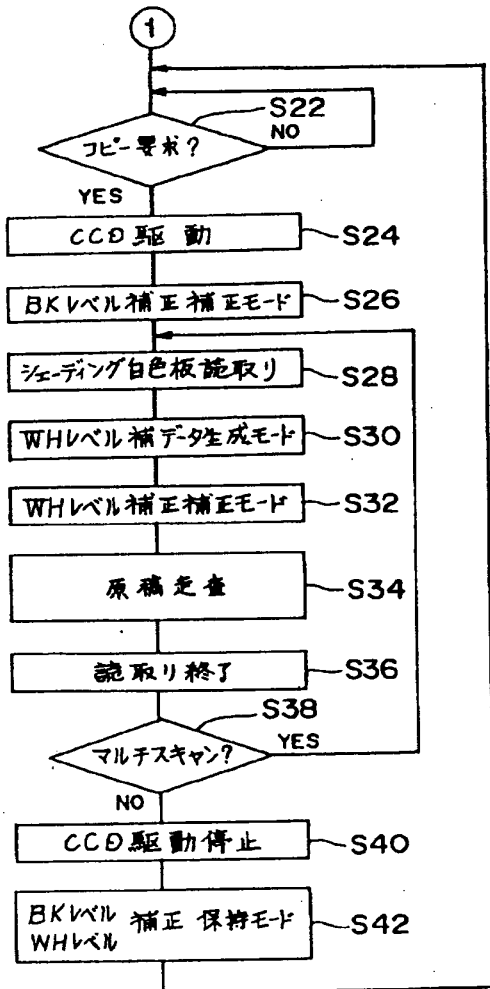 1
S22
コピー要求?
NO
YES
CCD駆動
S24
BKレベル補正補正モード
S26
シェーディング白色板読取り
S28
WHレベル補データ生成モード
S30
WHレベル補正補正モード
S32
原稿走査
S34
読取り終了
S36
S38
マルチスキャン?
YES
NO
CCD駆動停止
S40
BKレベル
WHレベル
補正 保持モード
S42